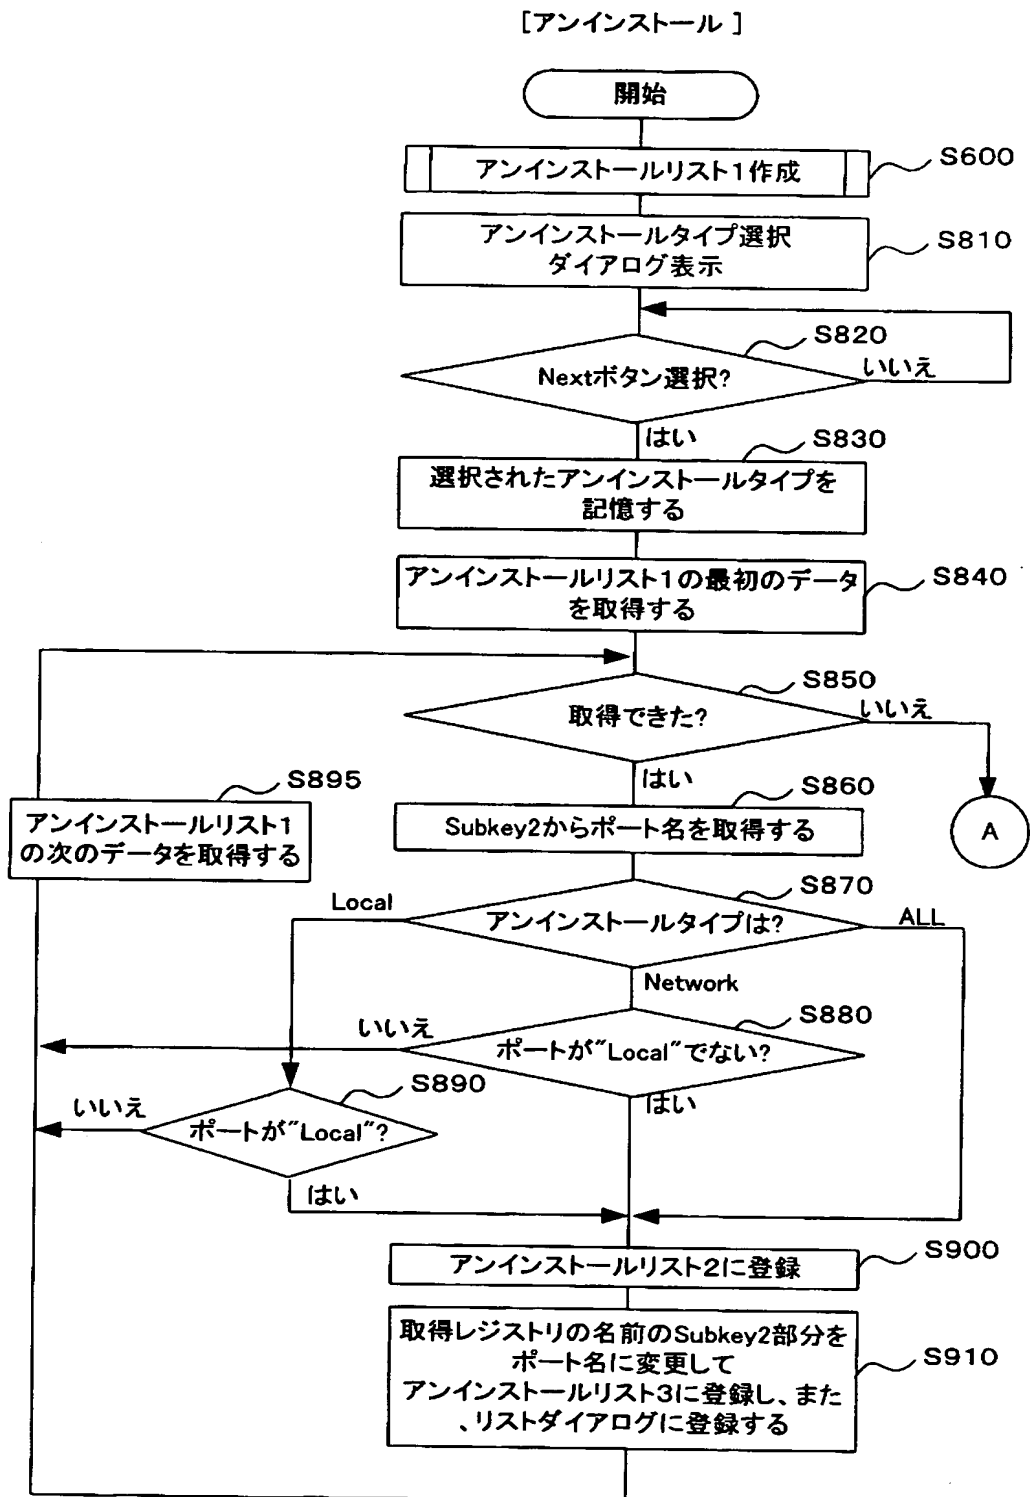 [アンインストール ]
開始
アンインストールリスト1作成
S600
アンインストールタイプ選択
ダイアログ表示
S810
S820
Nextボタン選択?
いいえ
はい
S830
選択されたアンインストールタイプを
記憶する
アンインストールリスト1の最初のデータ
を取得する
S840
S850
取得できた?
いいえ
はい
A
S895
アンインストールリスト1
の次のデータを取得する
S860
Subkey2からポート名を取得する
S870
Local
アンインストールタイプは?
ALL
Network
S880
いいえ
ポートが"Local"でない?
はい
S890
いいえ
ポートが"Local"?
はい
S900
アンインストールリスト2に登録
取得レジストリの名前のSubkey2部分を
ポート名に変更して
アンインストールリスト3に登録し、また
、リストダイアログに登録する
S910